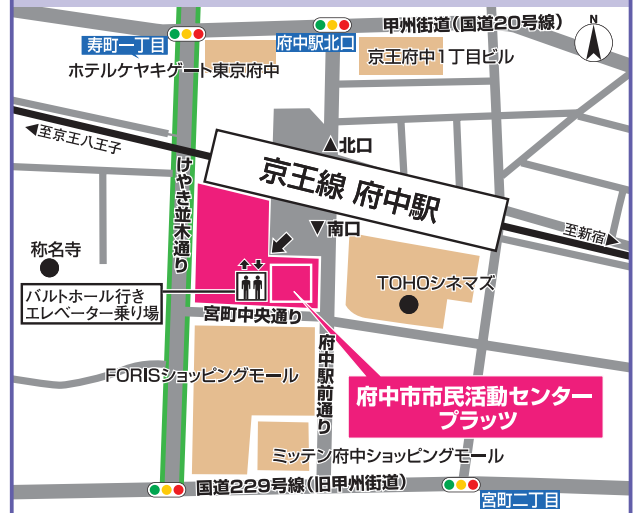 甲州街道(国道20号線)
N
寿町一丁目
府中駅北口
ホテルケヤキゲート東京府中
京王府中1丁目ビル
◀至京王八王子
▲北口
京王線 府中駅
けやき並木通り
▼南口
至新宿▶
称名寺
TOHOシネマズ
バルトホール行き
エレベーター乗り場
宮町中央通り
府中駅前通り
FORISショッピングモール
府中市市民活動センター
プラッツ
ミッテン府中ショッピングモール
国道229号線(旧甲州街道)
宮町二丁目